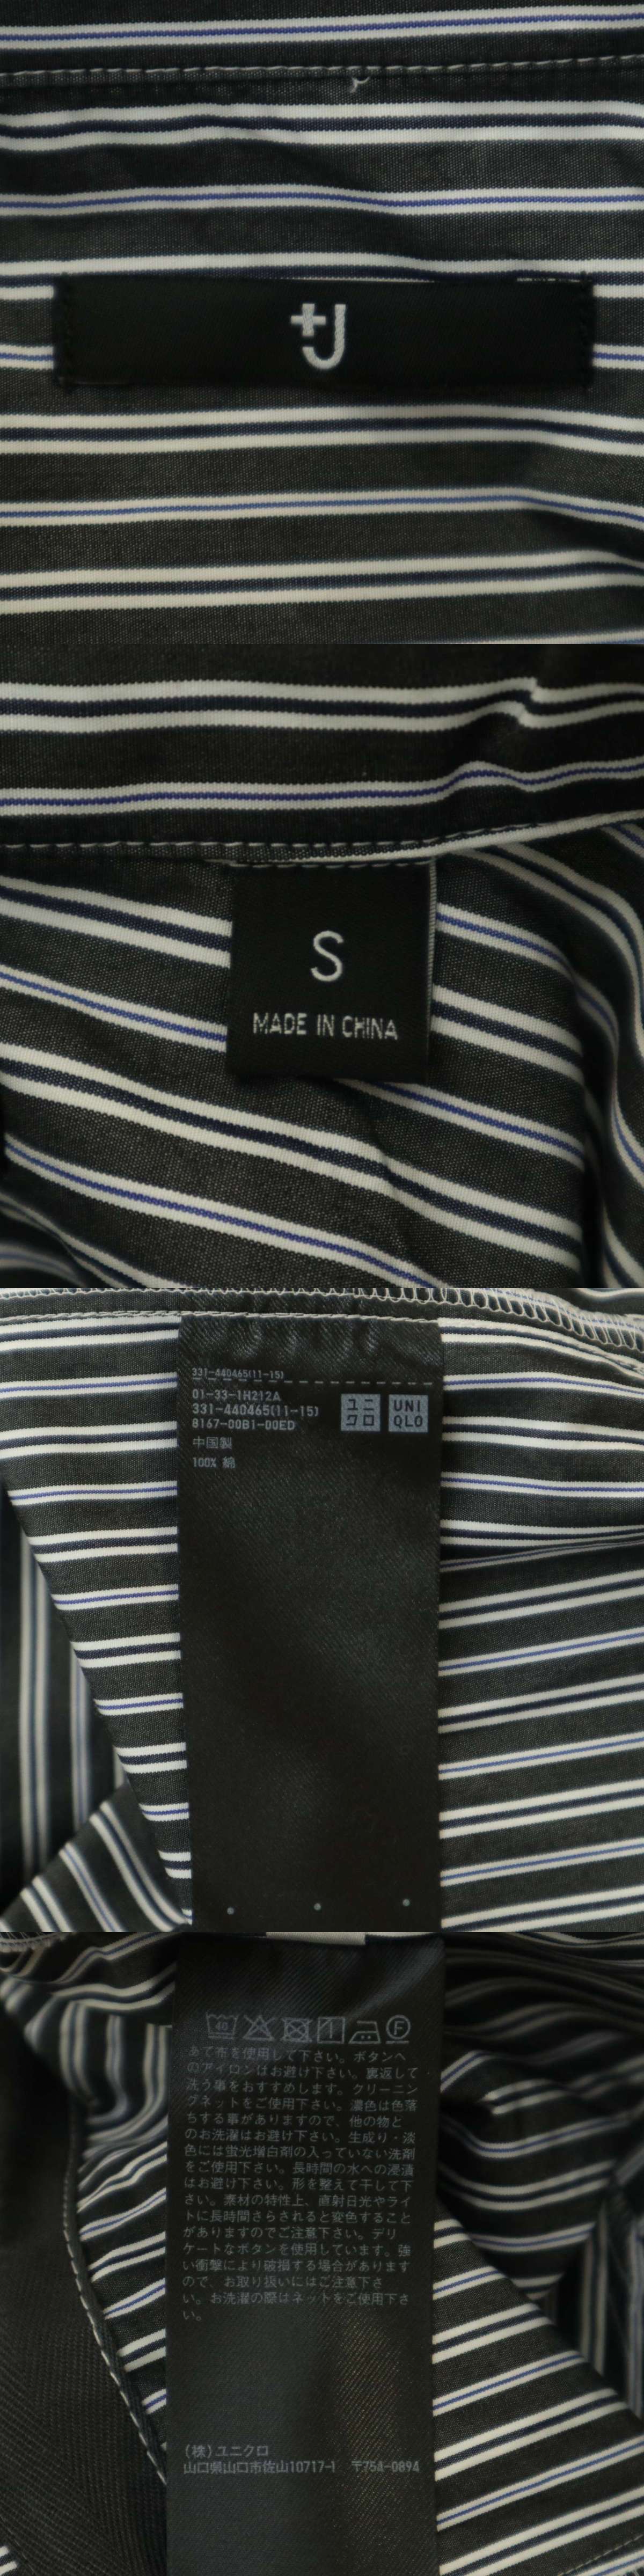 +J
S
MADE IN CHINA
331-440465(11-15)
01-33-1H212A
331-440465(11-15)
8167-00B1-00ED
ユニ
クロ
UNI
QLO
中国製
100% 綿
40
F
あて布を使用して下さい。ボタンへ
のアイロンはお避け下さい。裏返して
洗う事をおすすめします。クリーニン
グネットをご使用下さい。濃色は色落
ちする事がありますので、他の物と
のお洗濯はお避け下さい。生成り・淡
色には蛍光増白剤の入っていない洗剤
をご使用下さい。長時間の水への浸漬
はお避け下さい。形を整えて干して下
さい。素材の特性上、直射日光やライ
トに長時間さらされると変色すること
がありますのでご注意下さい。デリ
ケートなボタンを使用しています。強
い衝撃により破損する場合があります
ので、お取り扱いにはご注意下さ
い。お洗濯の際はネットをご使用下さ
い。
(株)ユニクロ
山口県山口市佐山10717-1 〒754-0894